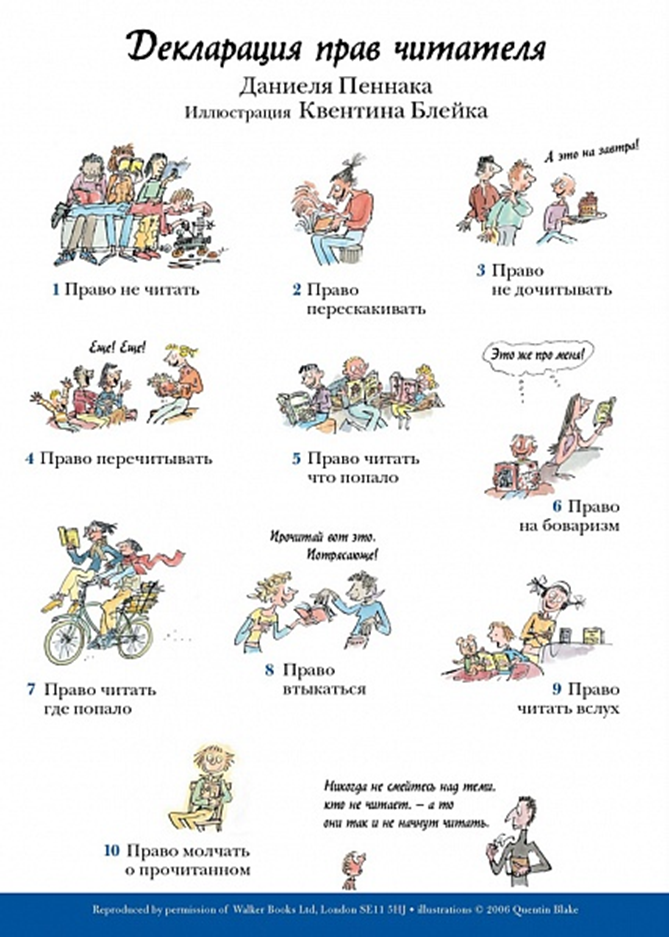 Декларация прав читателя
Даниеля Пеннака
Иллюстрация Квентина Блейка
А это на завтра!
1 Право не читать
2 Право
перескакивать
3 Право
не дочитывать
Еще! Еще!
4 Право перечитывать
5 Право читать
что попало
Это же про меня!
6 Право
на боваризм
7 Право читать
где попало
Прочитай вот это.
Потрясающе!
8 Право
втыкаться
9 Право
читать вслух
10 Право молчать
о прочитанном
Никогда не смейтесь над теми,
кто не читает, – а то
они так и не начнут читать.
Reproduced by permission of Walker Books Ltd, London SE11 5HJ • illustrations © 2006 Quentin Blake